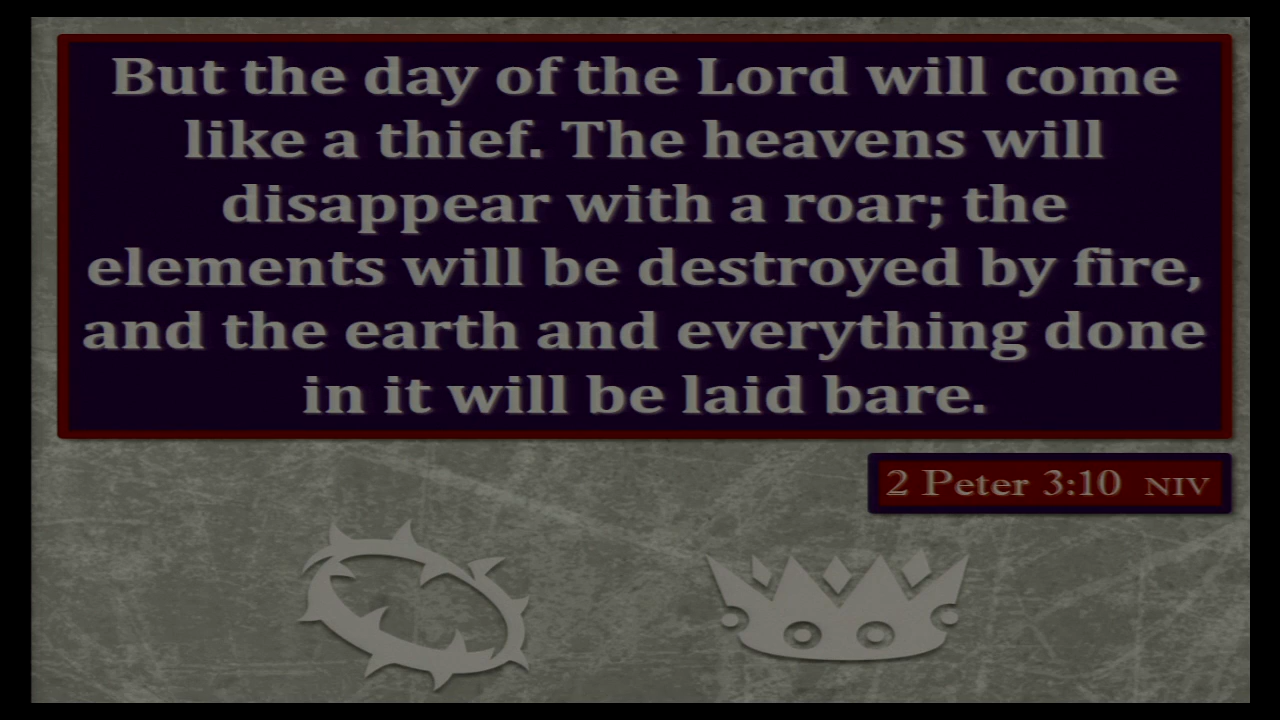 But the day of the Lord will come
like a thief. The heavens will
disappear with a roar; the
elements will be destroyed by fire,
and the earth and everything done
in it will be laid bare.
2 Peter 3:10 NIV